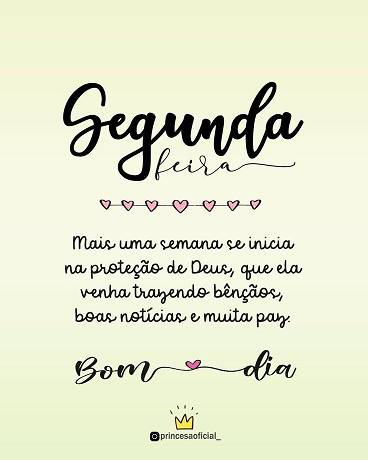 Segunda
feira
Mais uma semana se inicia
na proteção de Deus, que ela
venha trazendo bênçãos,
boas notícias e muita paz.
Bom dia
princesaoficial_